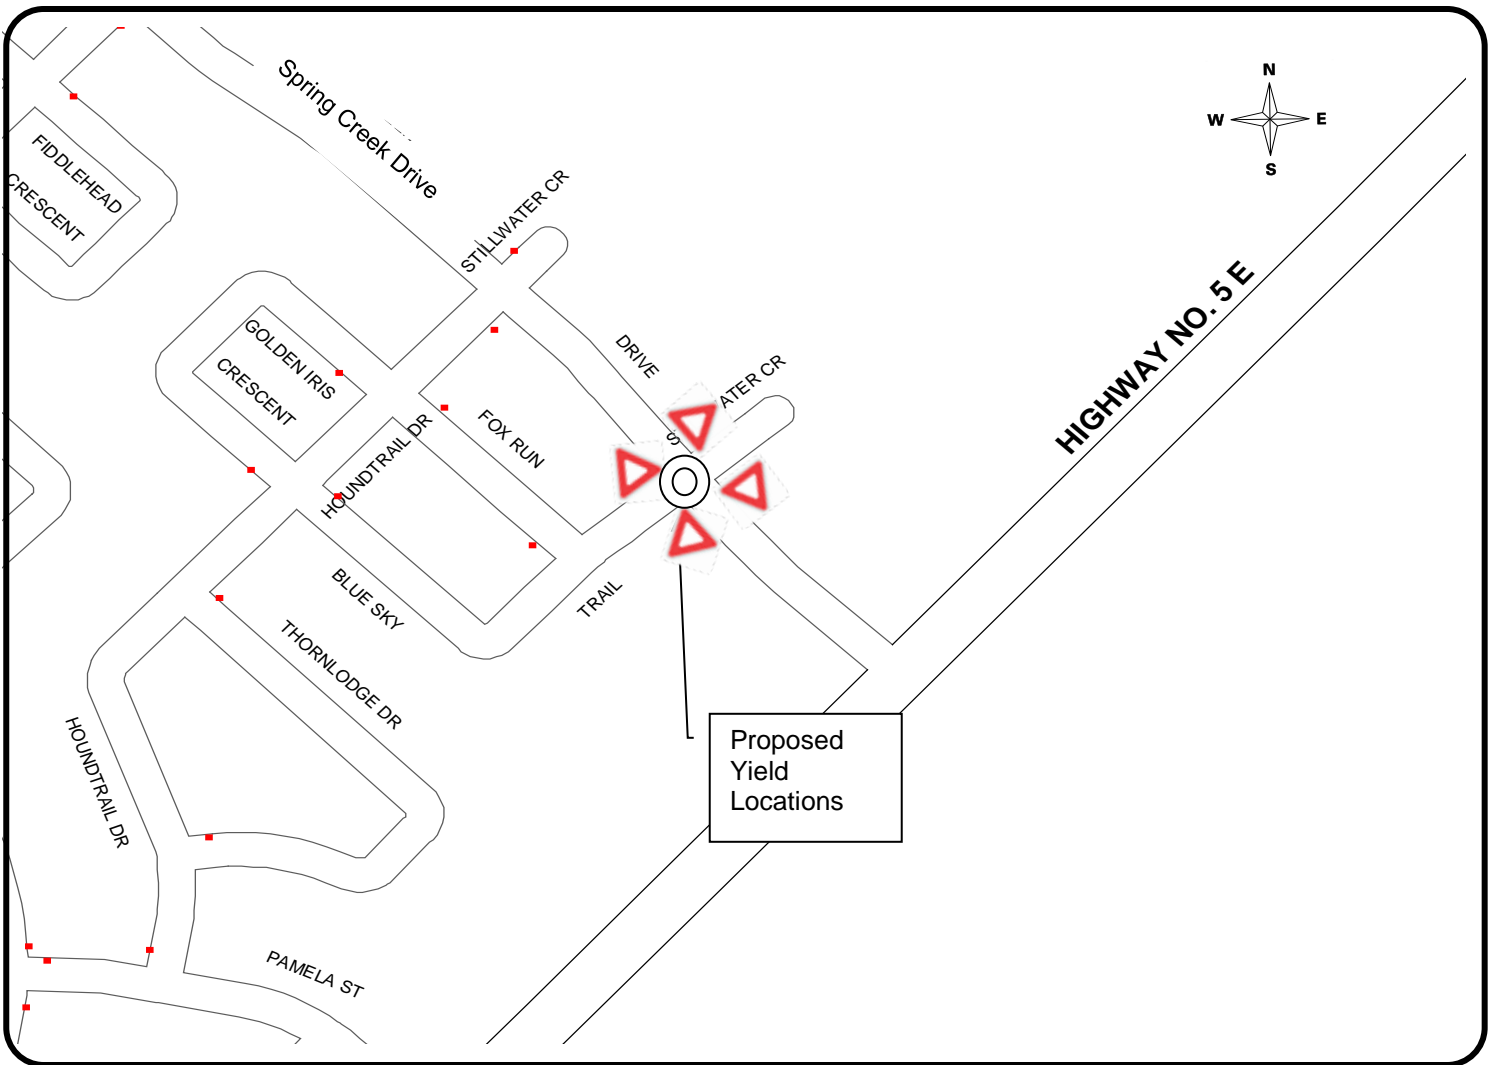 N
W E
S
Spring Creek Drive
FIDDLEHEAD
CRESCENT
STILLWATER CR
HIGHWAY NO. 5 E
GOLDEN IRIS
CRESCENT
DRIVE
S
ATER CR
HOUNDTRAIL DR
FOX RUN
BLUE SKY
TRAIL
THORNLODGE DR
HOUNDTRAIL DR
Proposed
Yield
Locations
PAMELA ST